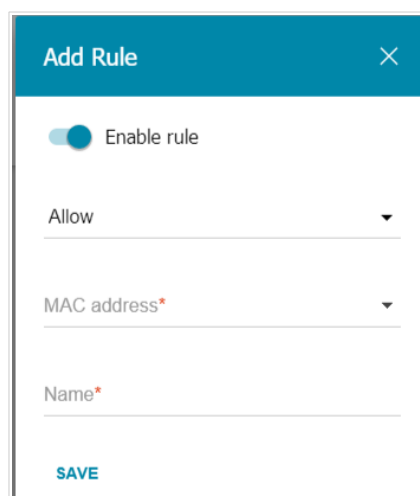 Add Rule
Enable rule
Allow
MAC address*
Name*
SAVE